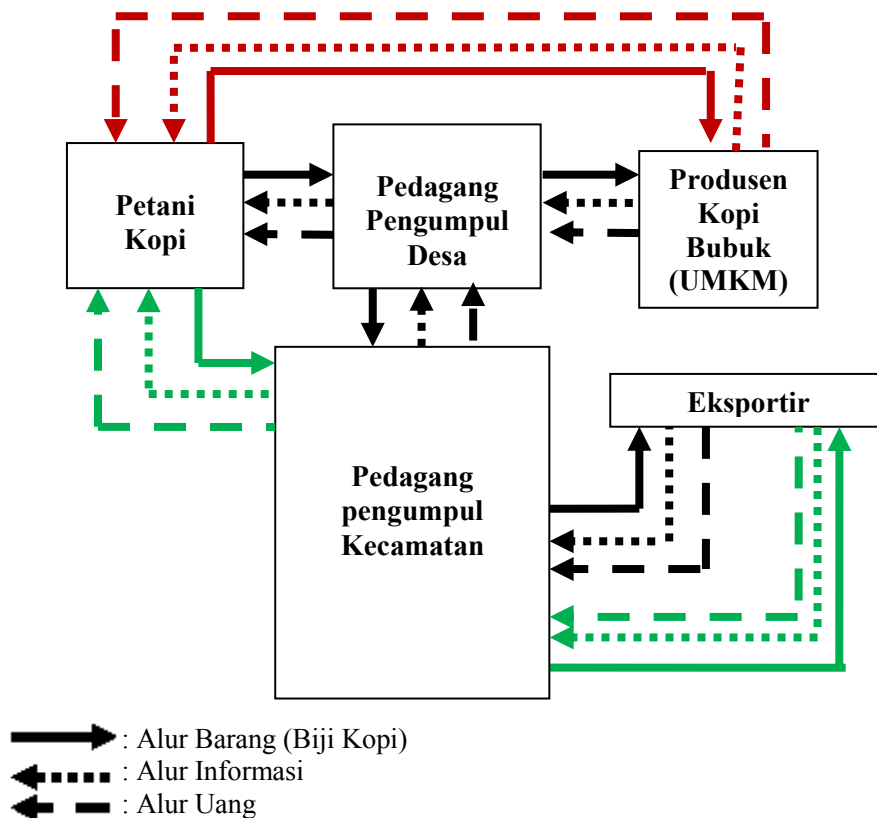 Petani
Kopi
Pedagang
Pengumpul
Desa
Produsen
Kopi
Bubuk
(UMKM)
Eksportir
Pedagang
pengumpul
Kecamatan
: Alur Barang (Biji Kopi)
: Alur Informasi
: Alur Uang